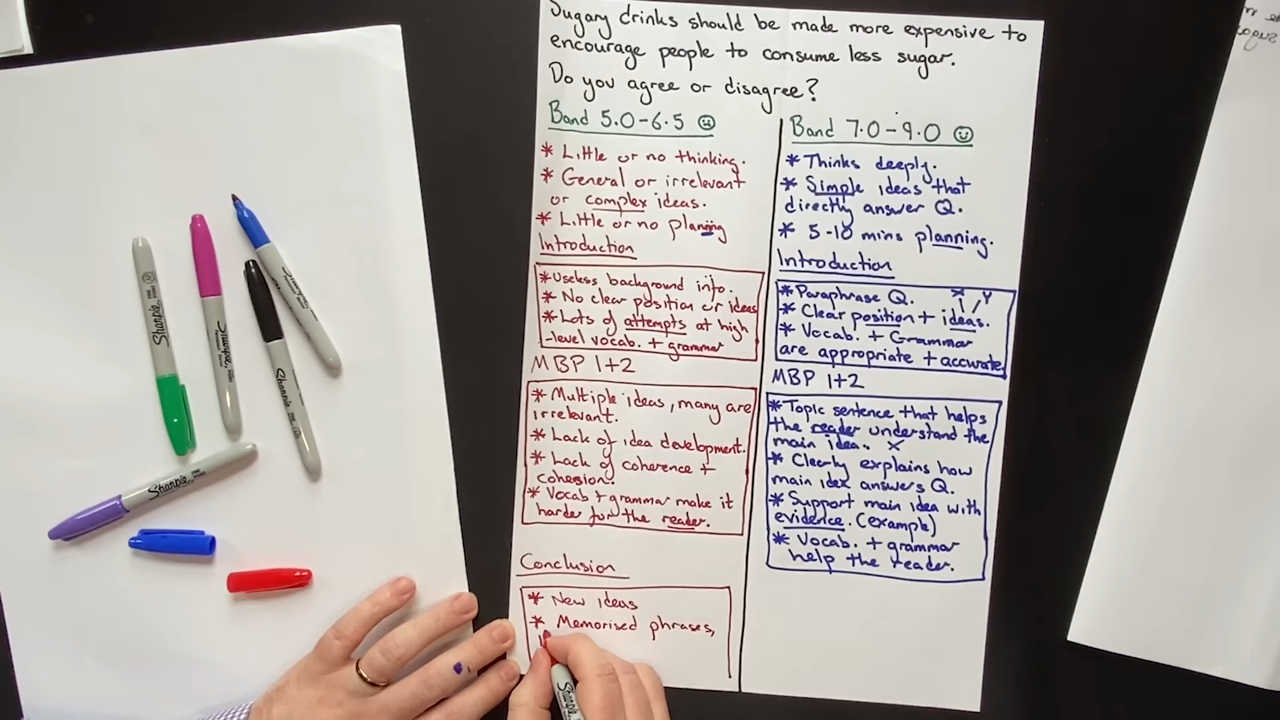 Sugary drinks should be made more expensive to
encourage people to consume less sugar.
Do you agree or disagree?
Band 5.0-6.5
* Little or no thinking.
* General or irrelevant
or complex ideas.
* Little or no planning
Introduction
* Useless background info.
* No clear position or ideas
* Lots of attempts at high
-level vocab. + grammar
MBP 1+2
* Multiple ideas, many are
irrelevant.
* Lack of idea development.
* Lack of coherence +
cohesion.
* Vocab + grammar make it
harder for the reader.
Conclusion
* New ideas
* Memorised phrases,
Band 7.0-9.0
* Thinks deeply.
* Simple ideas that
directly answer Q.
* 5-10 mins planning.
Introduction
* Paraphrase Q. X Y
* Clear position + ideas.
* Vocab. + Grammar
are appropriate + accurate
MBP 1+2
* Topic sentence that helps
the reader understand the
main idea. X
* Clearly explains how
main idea answers Q.
* Support main idea with
evidence. (example)
* Vocab. + grammar
help the reader.
Sharpie
Sharpie
Sharpie
Sharpie